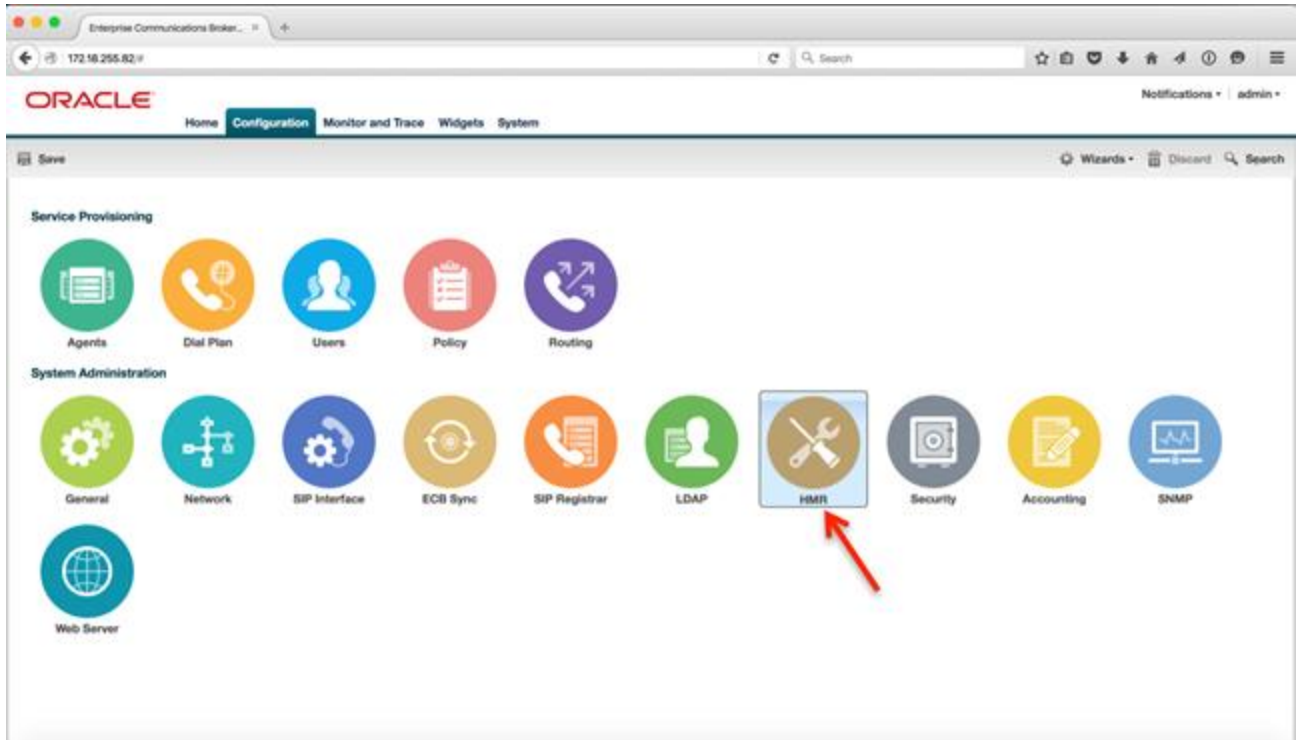 Enterprise Communications Broker...
172.16.255.82/#
Search
ORACLE
Notifications
admin
Home
Configuration
Monitor and Trace
Widgets
System
Save
Wizards
Discard
Search
Service Provisioning
Agents
Dial Plan
Users
Policy
Routing
System Administration
General
Network
SIP Interface
ECB Sync
SIP Registrar
LDAP
HMR
Security
Accounting
SNMP
Web Server